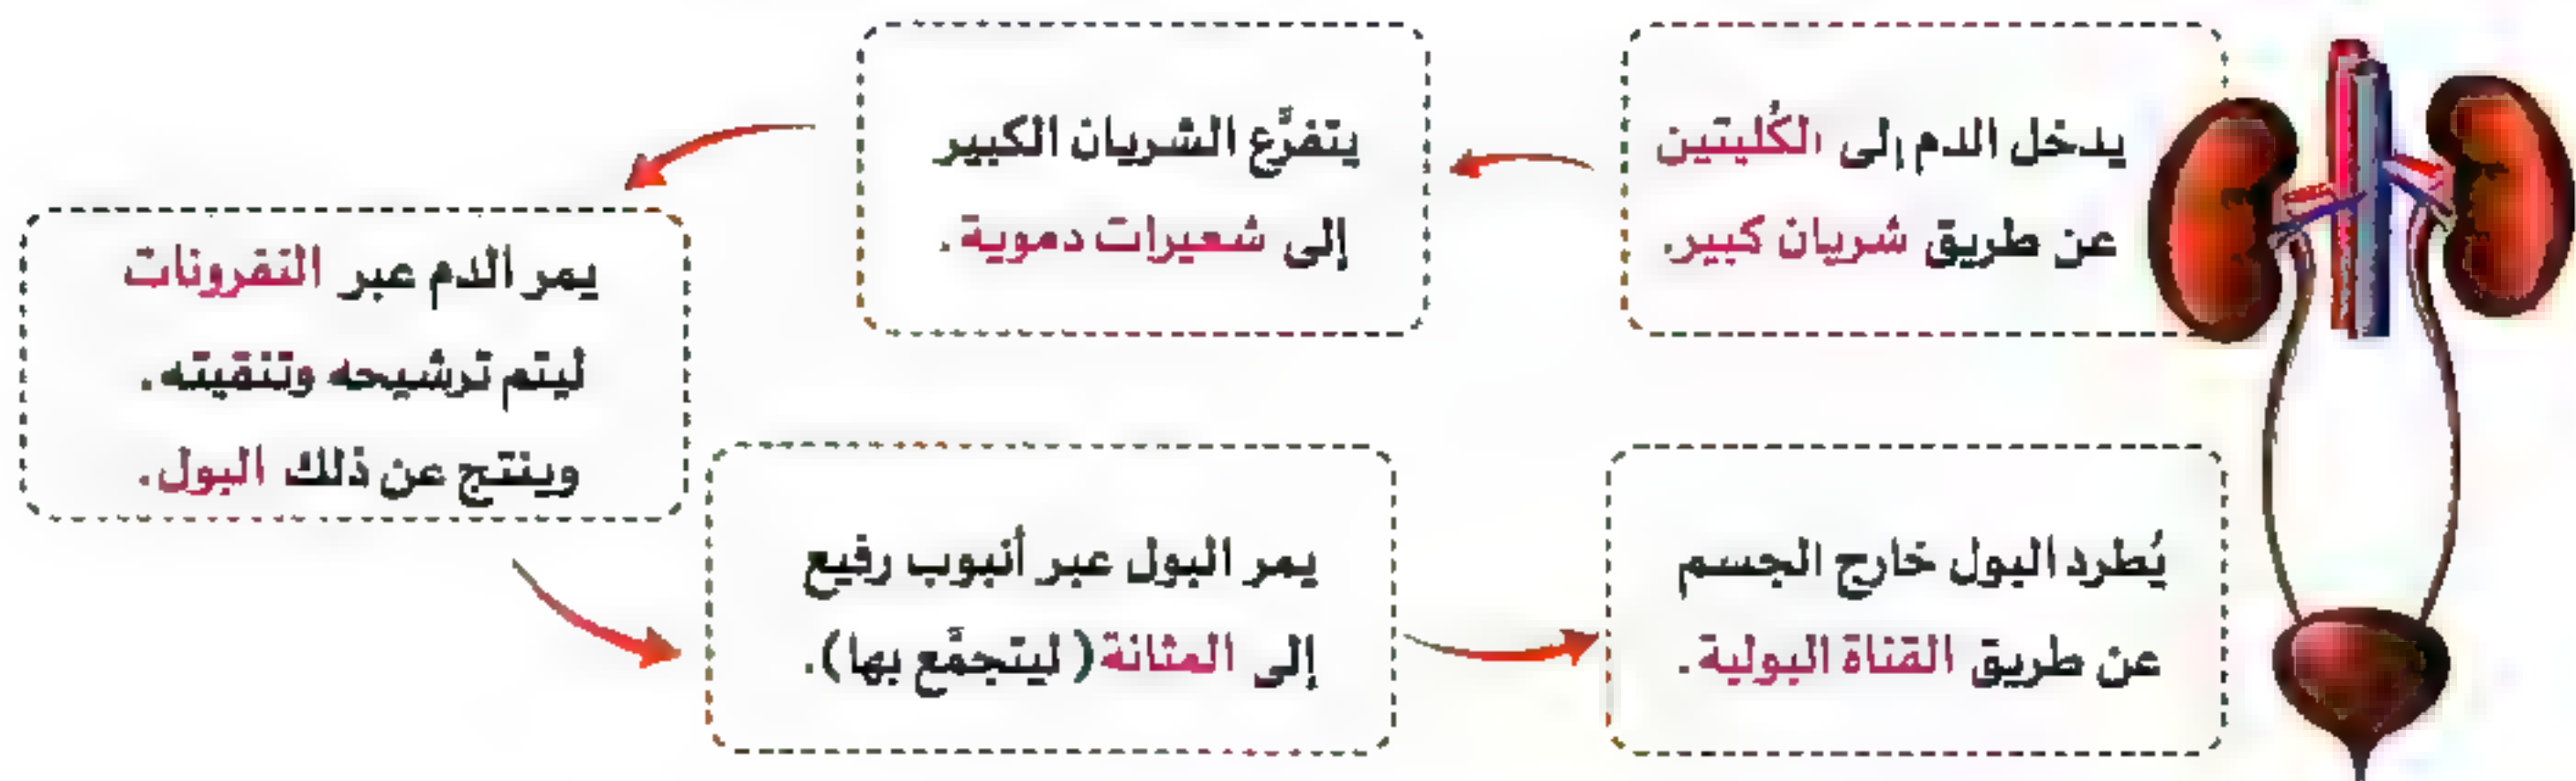 يدخل الدم إلى الكُليتين
عن طريق شريان كبير.
يتفرَّع الشريان الكبير
إلى شعيرات دموية.
يمر الدم عبر النفرونات
ليتم ترشيحه وتنقيته.
وينتج عن ذلك البول.
يمر البول عبر أنبوب رفيع
إلى المثانة (ليتجمَّع بها).
يُطرد البول خارج الجسم
عن طريق القناة البولية.